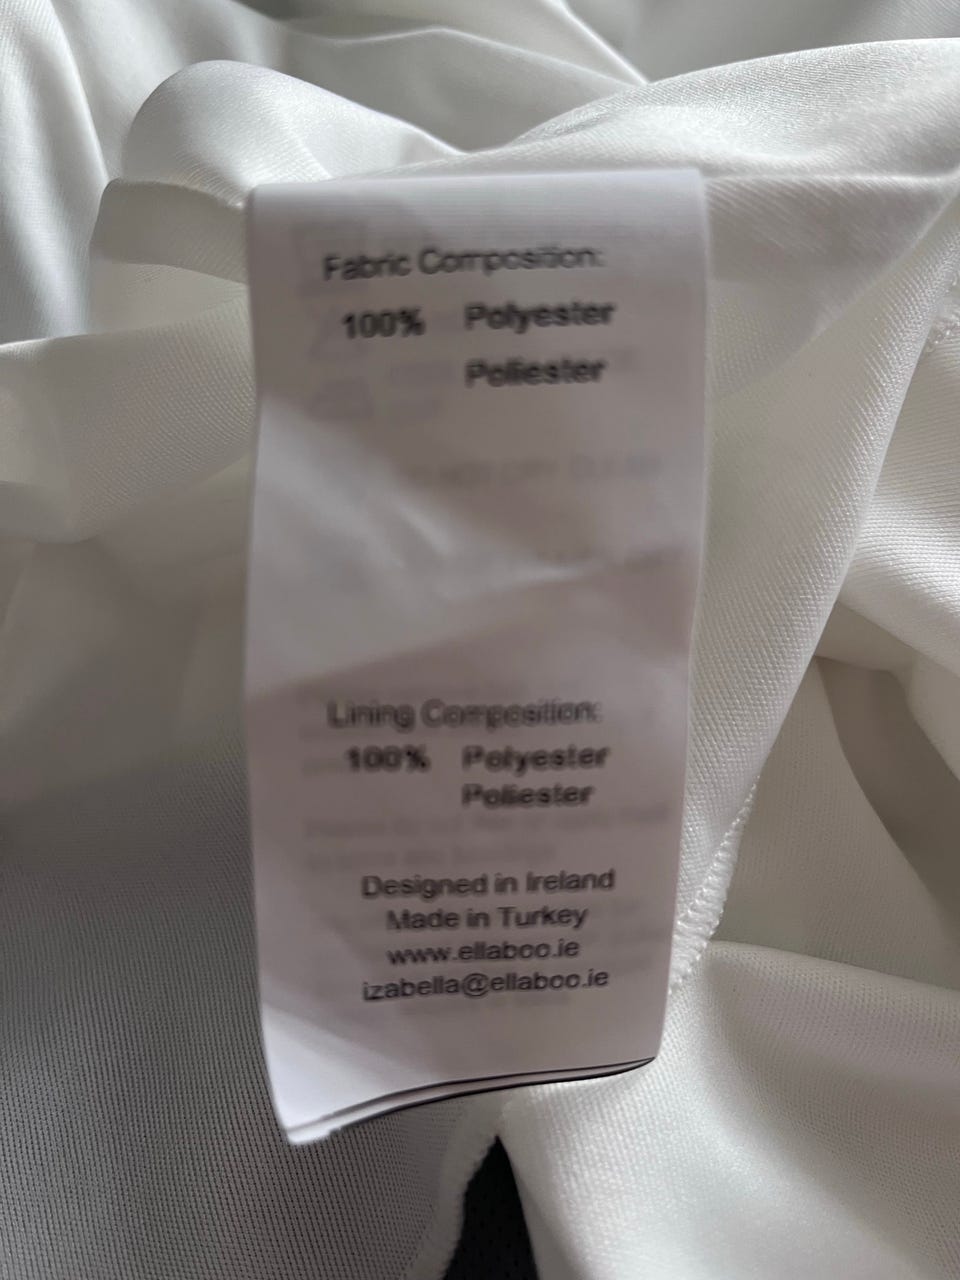 Fabric Composition:
100% Polyester
Poliester
Lining Composition:
100% Polyester
Poliester
Designed in Ireland
Made in Turkey
www.ellaboo.ie
izabella@ellaboo.ie